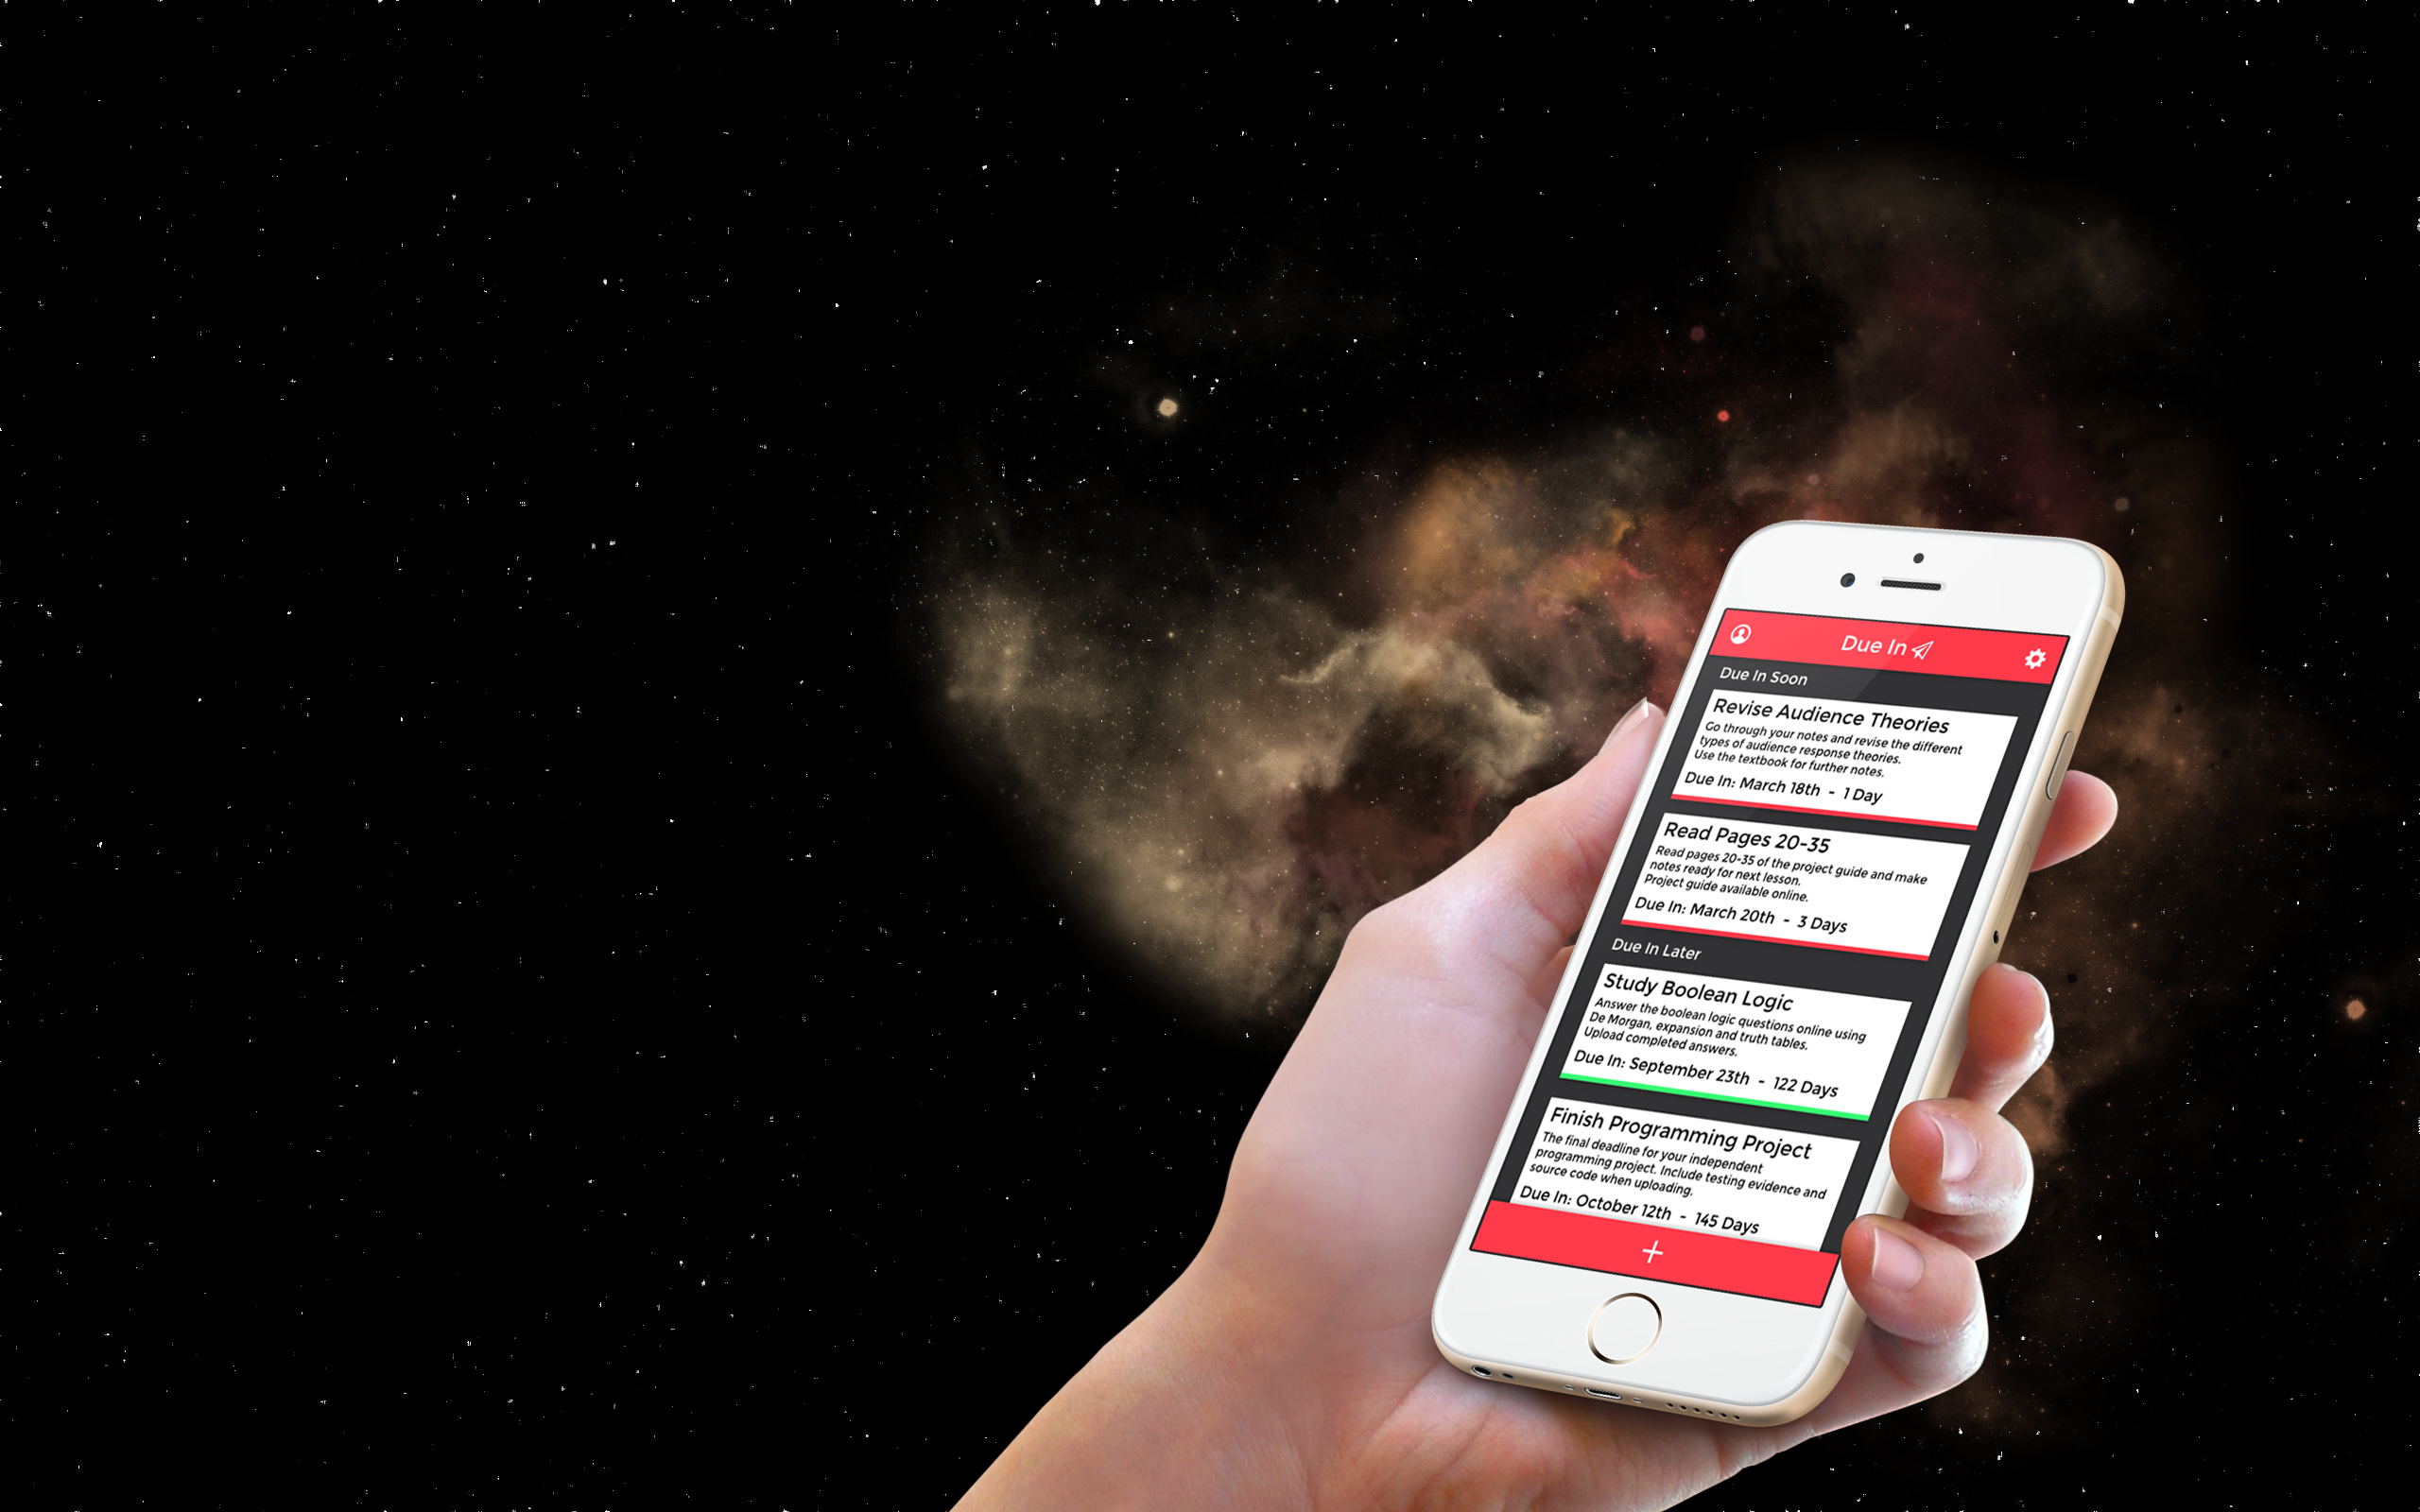 Due In
Due In Soon
Revise Audience Theories
Go through your notes and revise the different
types of audience response theories.
Use the textbook for further notes.
Due In: March 18th - 1 Day
Read Pages 20-35
Read pages 20-35 of the project guide and make
notes ready for next lesson.
Project guide available online.
Due In: March 20th - 3 Days
Due In Later
Study Boolean Logic
Answer the boolean logic questions online using
De Morgan, expansion and truth tables.
Upload completed answers.
Due In: September 23th - 122 Days
Finish Programming Project
The final deadline for your independent
programming project. Include testing evidence and
source code when uploading.
Due In: October 12th - 145 Days
+